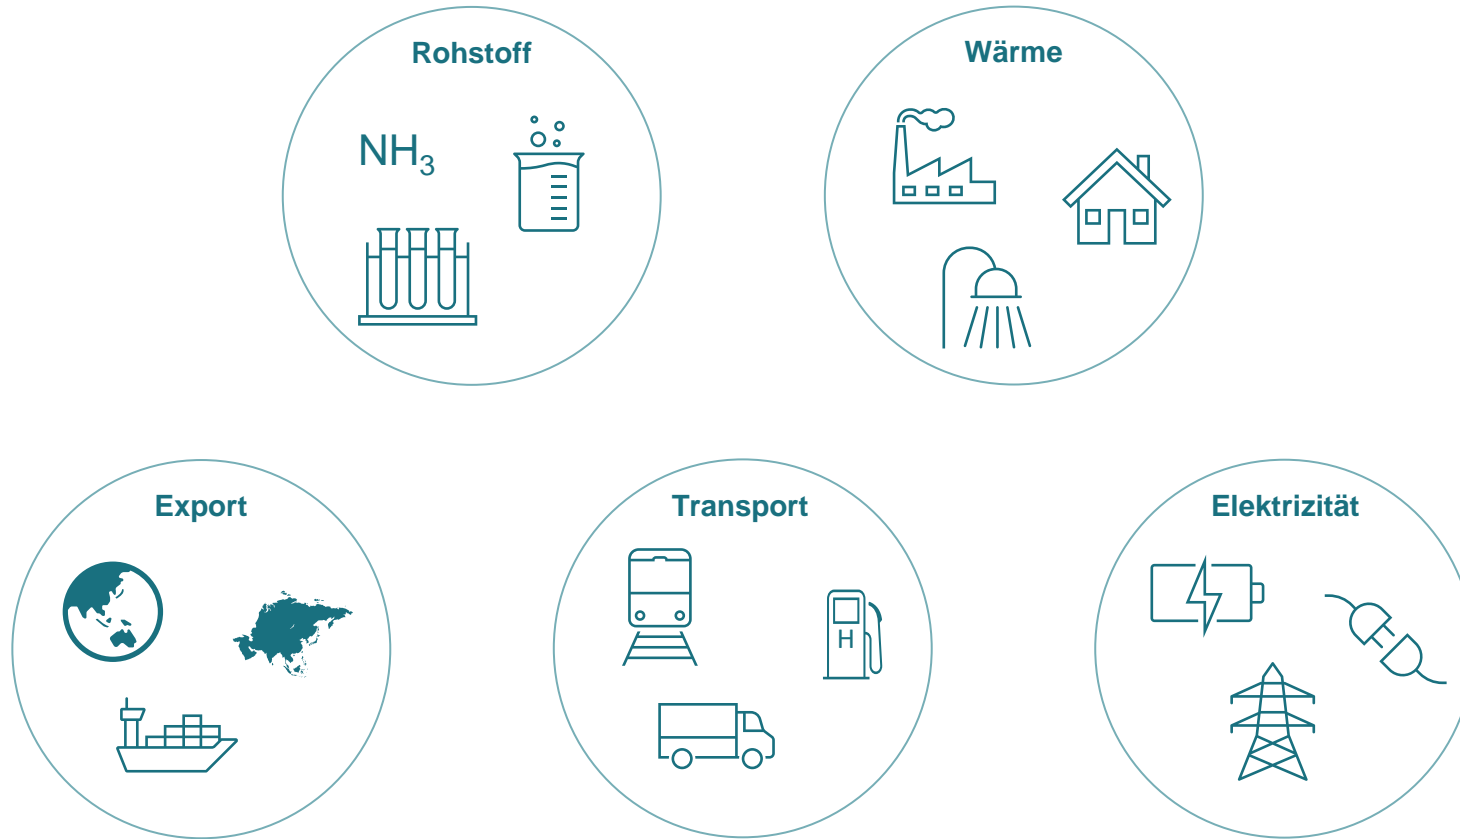 Rohstoff
NH₃
Wärme
Export
Transport
H
Elektrizität